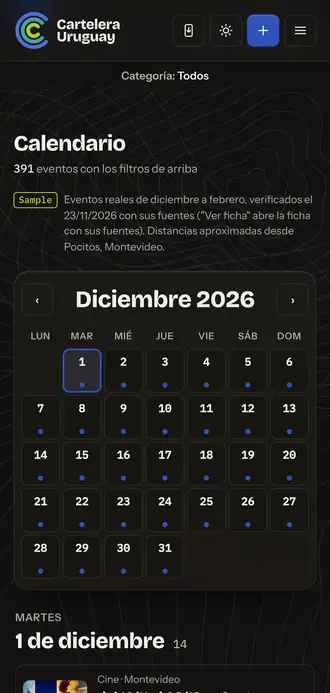 Cartelera
Uruguay
Categoría: Todos
Calendario
391 eventos con los filtros de arriba
Sample
Eventos reales de diciembre a febrero, verificados el
23/11/2026 con sus fuentes ("Ver ficha" abre la ficha
con sus fuentes). Distancias aproximadas desde
Pocitos, Montevideo.
‹ Diciembre 2026 ›
LUN MAR MIÉ JUE VIE SÁB DOM
1 2 3 4 5 6
7 8 9 10 11 12 13
14 15 16 17 18 19 20
21 22 23 24 25 26 27
28 29 30 31
MARTES
1 de diciembre 14
Cine · Montevideo